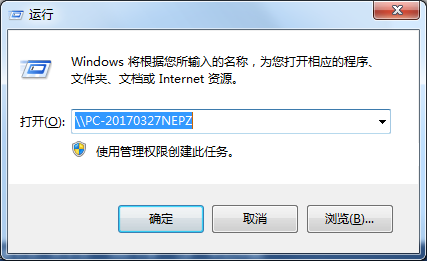 运行
Windows 将根据您所输入的名称，为您打开相应的程序、
文件夹、文档或 Internet 资源。
打开(O): \\PC-20170327NEPZ
使用管理权限创建此任务。
确定 取消 浏览(B)...